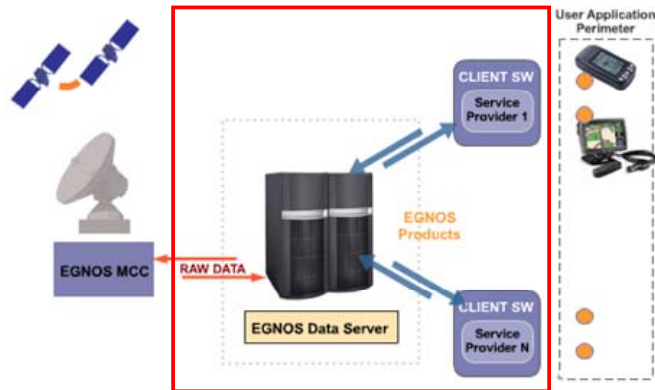 User Application
Perimeter
CLIENT SW
Service
Provider 1
EGNOS
Products
EGNOS MCC
RAW DATA
EGNOS Data Server
CLIENT SW
Service
Provider N